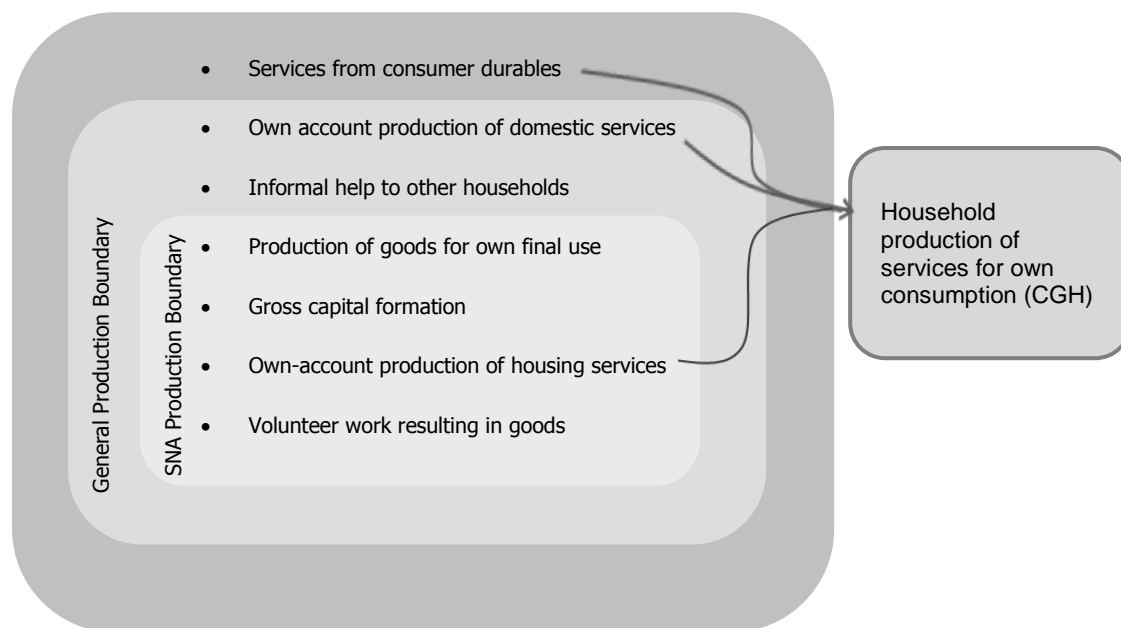 • Services from consumer durables
• Own account production of domestic services
• Informal help to other households
• Production of goods for own final use
• Gross capital formation
• Own-account production of housing services
• Volunteer work resulting in goods
General Production Boundary
SNA Production Boundary
Household
production of
services for own
consumption (CGH)